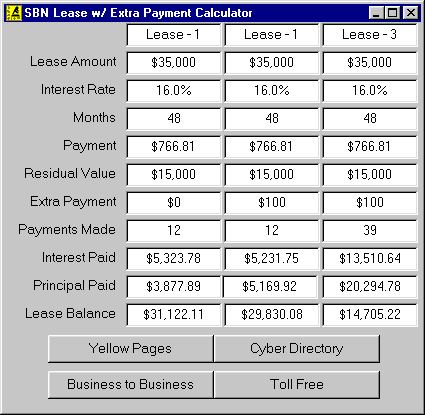 SBN Lease w/ Extra Payment Calculator
Lease - 1 Lease - 1 Lease - 3
Lease Amount $35,000 $35,000 $35,000
Interest Rate 16.0% 16.0% 16.0%
Months 48 48 48
Payment $766.81 $766.81 $766.81
Residual Value $15,000 $15,000 $15,000
Extra Payment $0 $100 $100
Payments Made 12 12 39
Interest Paid $5,323.78 $5,231.75 $13,510.64
Principal Paid $3,877.89 $5,169.92 $20,294.78
Lease Balance $31,122.11 $29,830.08 $14,705.22
Yellow Pages Cyber Directory
Business to Business Toll Free